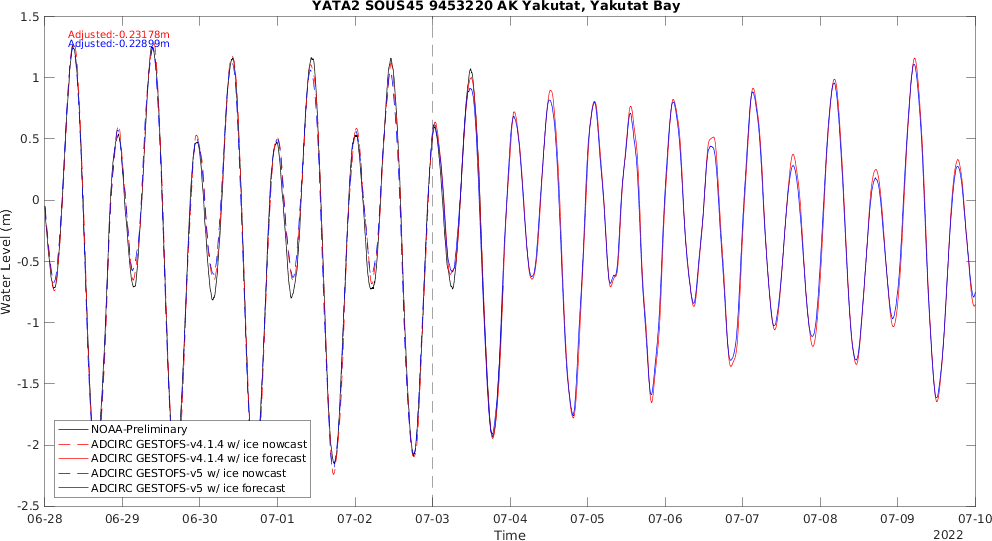 YATA2 SOUS45 9453220 AK Yakutat, Yakutat Bay
Adjusted:-0.23178m
Adjusted:-0.22899m
1.5
1
0.5
0
-0.5
-1
-1.5
-2
-2.5
Water Level (m)
NOAA-Preliminary
ADCIRC GESTOFS-v4.1.4 w/ ice nowcast
ADCIRC GESTOFS-v4.1.4 w/ ice forecast
ADCIRC GESTOFS-v5 w/ ice nowcast
ADCIRC GESTOFS-v5 w/ ice forecast
06-28 06-29 06-30 07-01 07-02 07-03 07-04 07-05 07-06 07-07 07-08 07-09 07-10
Time
2022